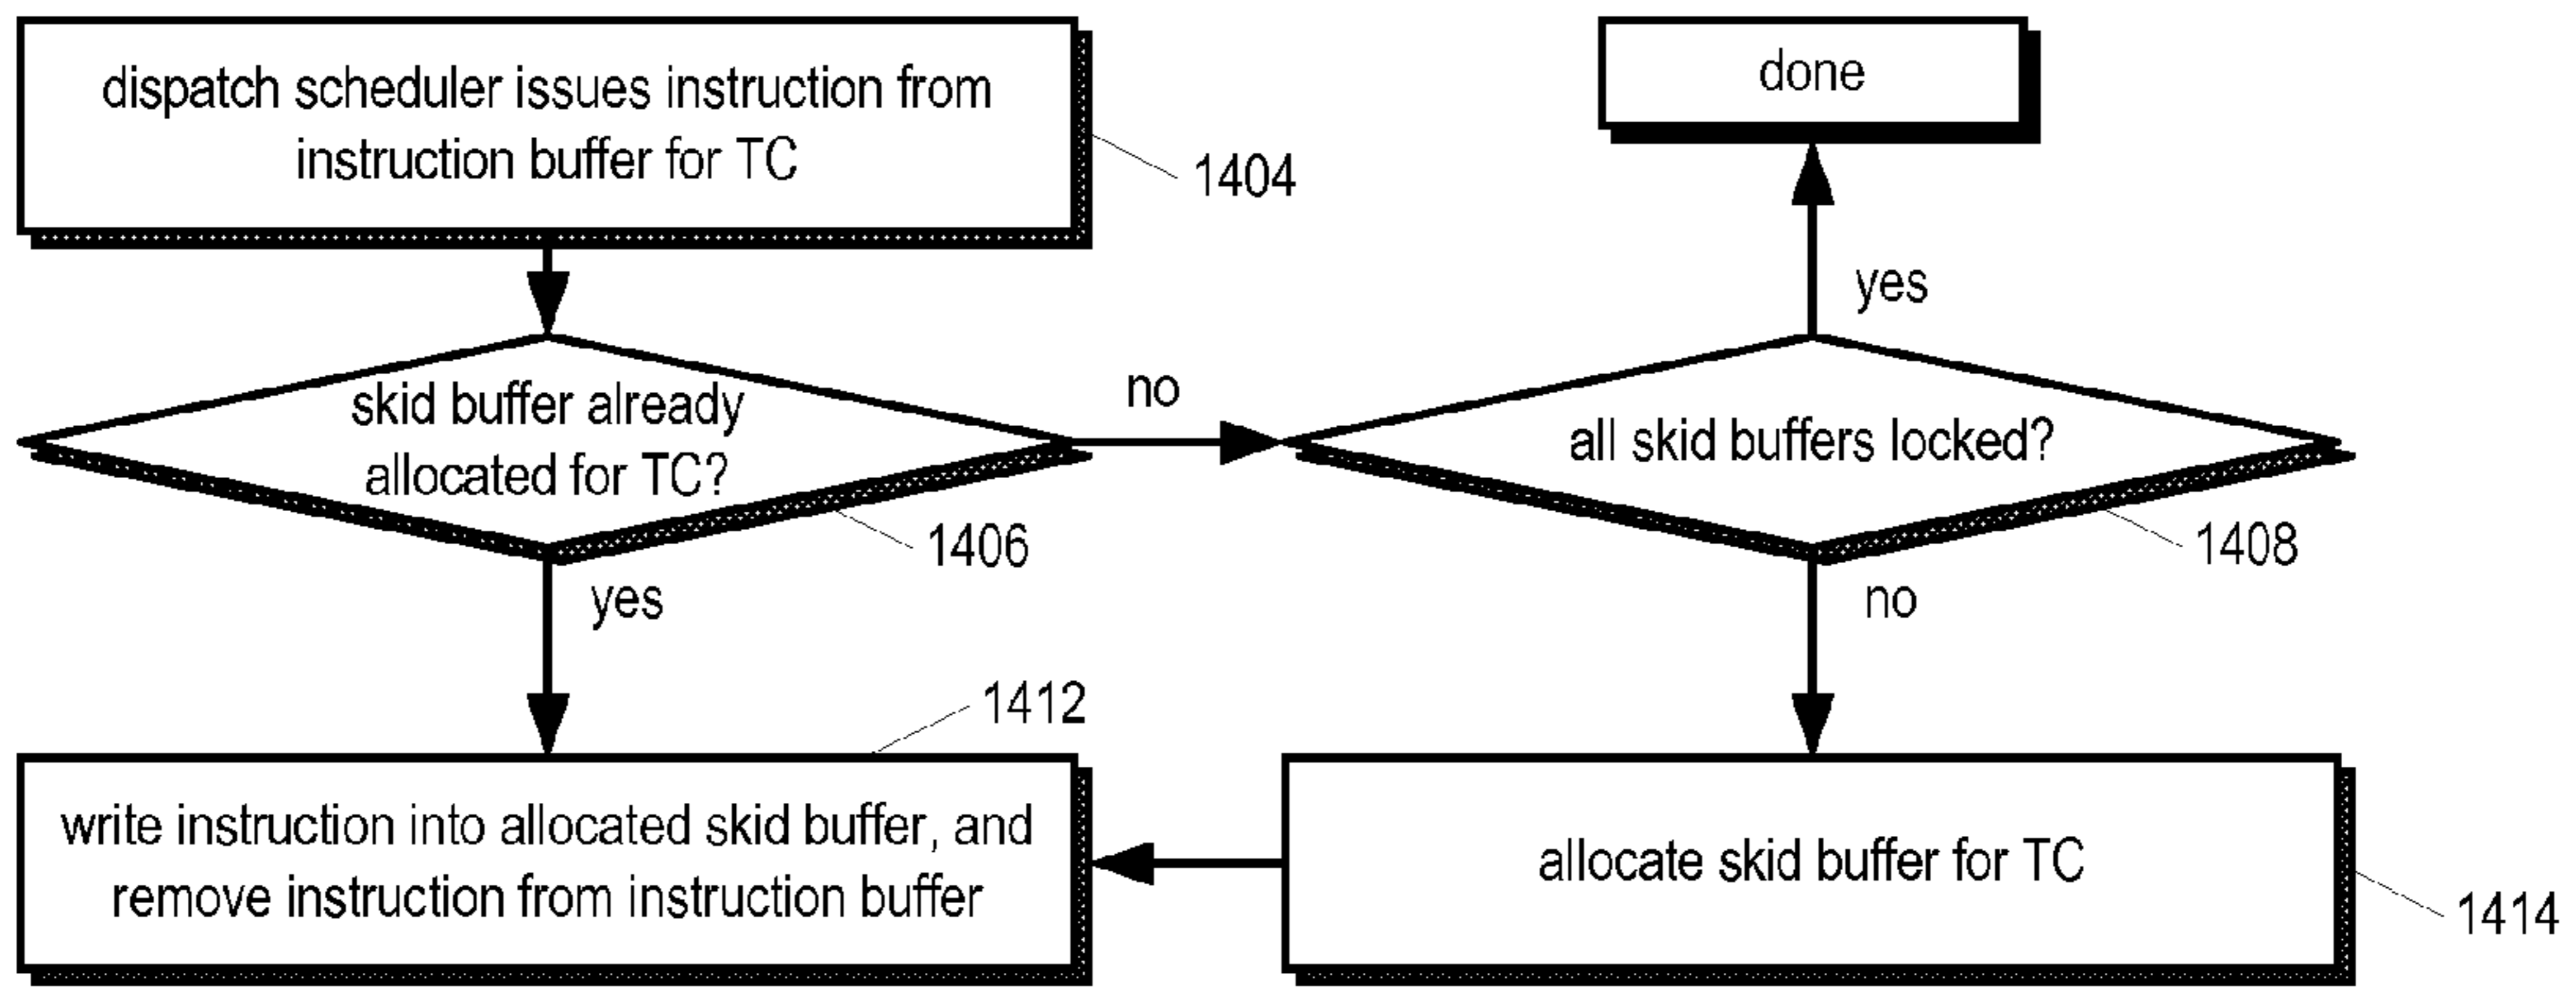 dispatch scheduler issues instruction from
instruction buffer for TC
1404
done
yes
skid buffer already
allocated for TC?
1406
no
all skid buffers locked?
1408
yes
no
1412
write instruction into allocated skid buffer, and
remove instruction from instruction buffer
allocate skid buffer for TC
1414